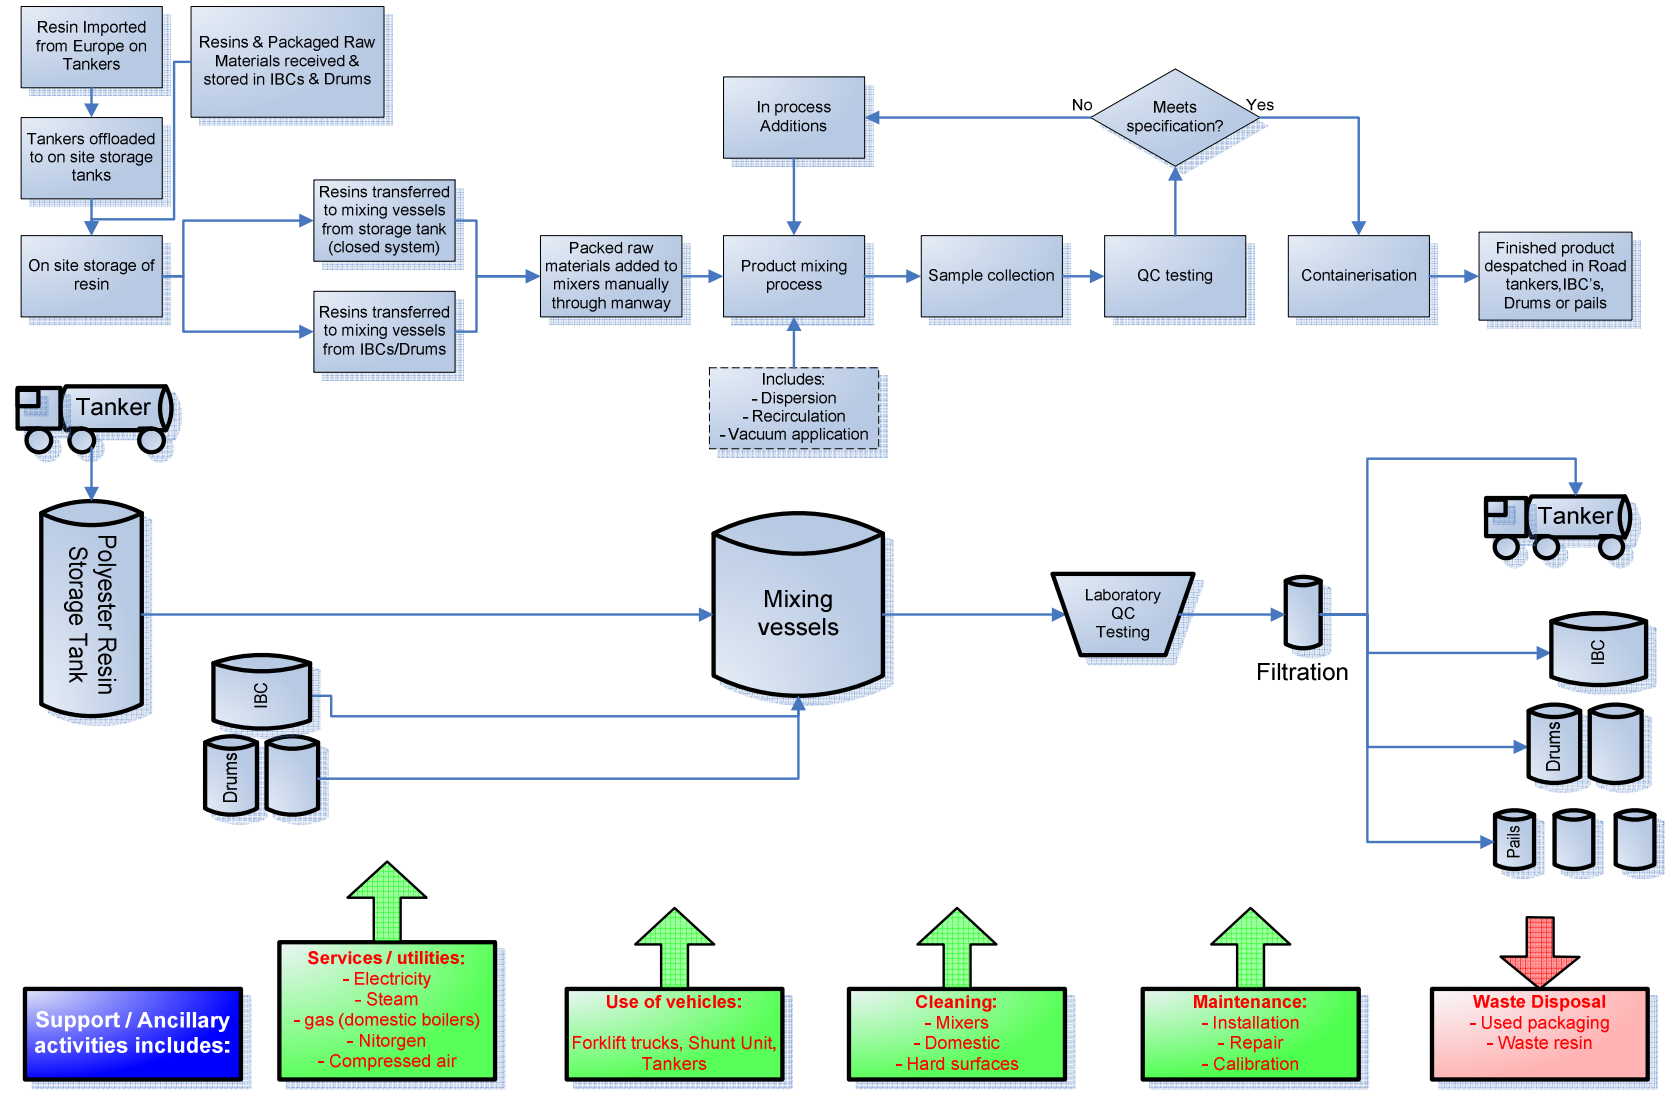 Resin Imported
from Europe on
Tankers
Resins & Packaged Raw
Materials received &
stored in IBCs & Drums
Tankers offloaded
to on site storage
tanks
On site storage of
resin
Resins transferred
to mixing vessels
from storage tank
(closed system)
Resins transferred
to mixing vessels
from IBCs/Drums
Packed raw
materials added to
mixers manually
through manway
In process
Additions
Product mixing
process
Includes:
- Dispersion
- Recirculation
- Vacuum application
Sample collection
QC testing
No
Meets
specification?
Yes
Containerisation
Finished product
despatched in Road
tankers,IBC's,
Drums or pails
Tanker
Polyester Resin
Storage Tank
IBC
Drums
Mixing
vessels
Laboratory
QC
Testing
Filtration
Tanker
IBC
Drums
Pails
Support / Ancillary
activities includes:
Services / utilities:
- Electricity
- Steam
- gas (domestic boilers)
- Nitorgen
- Compressed air
Use of vehicles:
Forklift trucks, Shunt Unit,
Tankers
Cleaning:
- Mixers
- Domestic
- Hard surfaces
Maintenance:
- Installation
- Repair
- Calibration
Waste Disposal
- Used packaging
- Waste resin